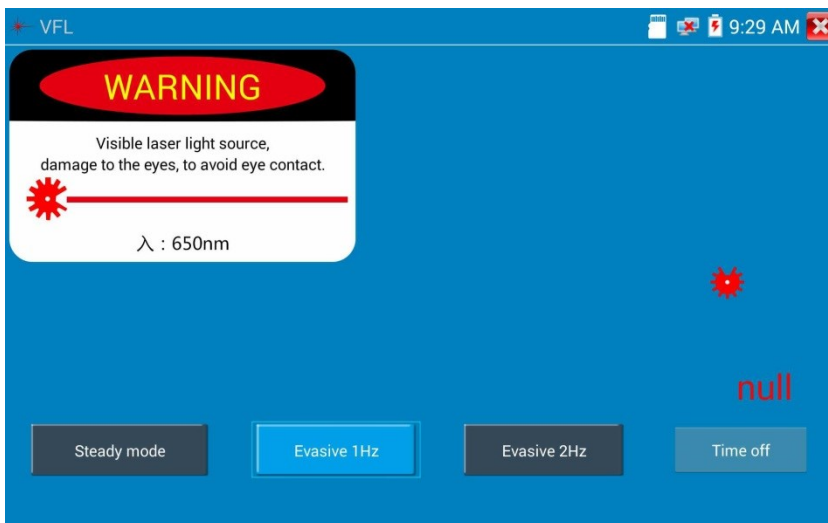 VFL
9:29 AM
WARNING
Visible laser light source,
damage to the eyes, to avoid eye contact.
入 : 650nm
null
Steady mode
Evasive 1Hz
Evasive 2Hz
Time off